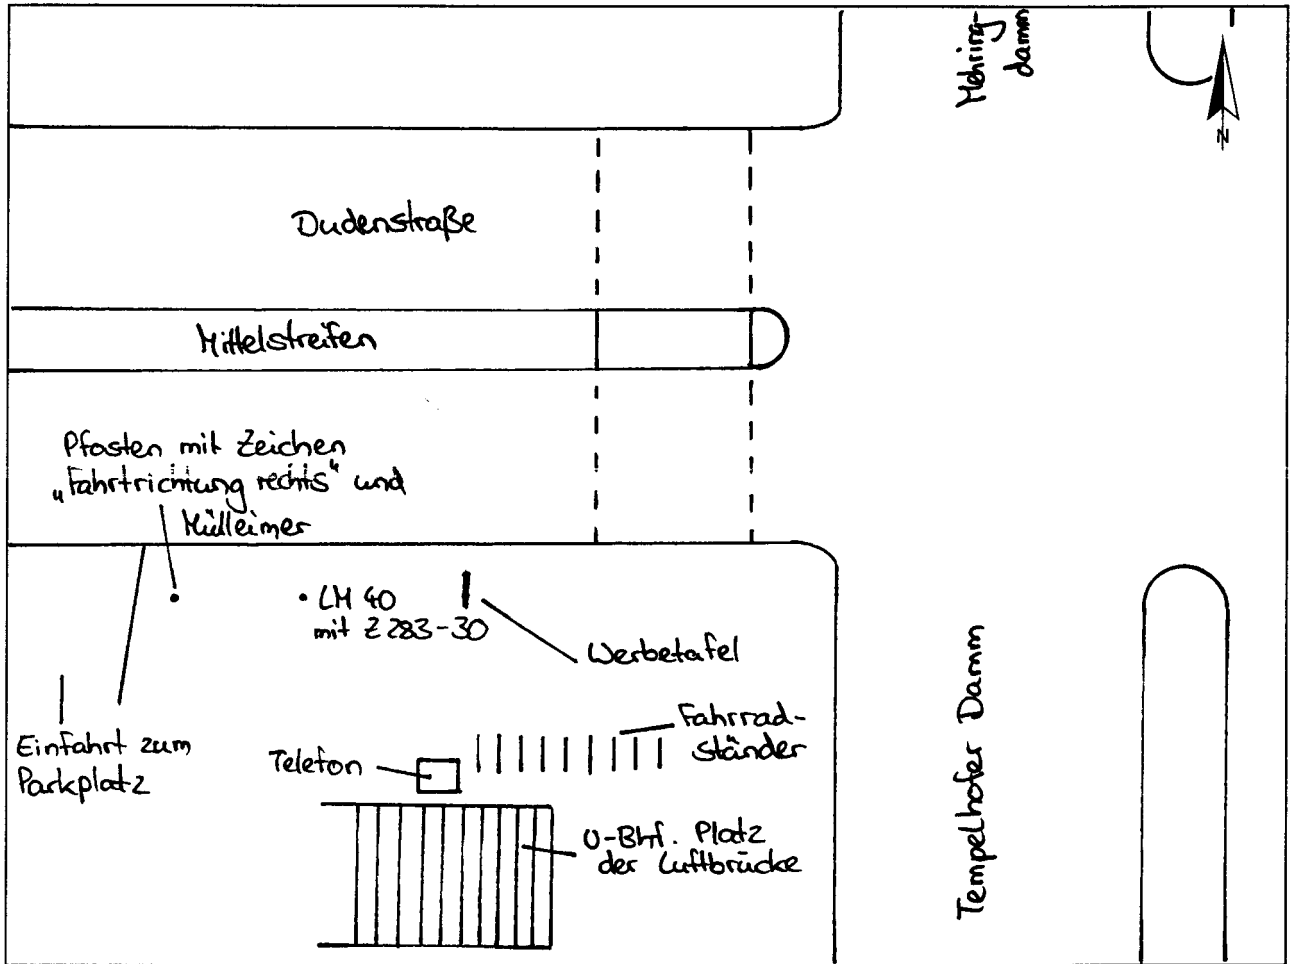 Mehring-
damm
N
Dudenstraße
Mittelstreifen
Pfosten mit Zeichen
„Fahrtrichtung rechts“ und
Mülleimer
LM 40
mit Z 283-30
Werbetafel
Fahrrad-
ständer
Einfahrt zum
Parkplatz
Telefon
U-Bhf. Platz
der Luftbrücke
Tempelhofer Damm